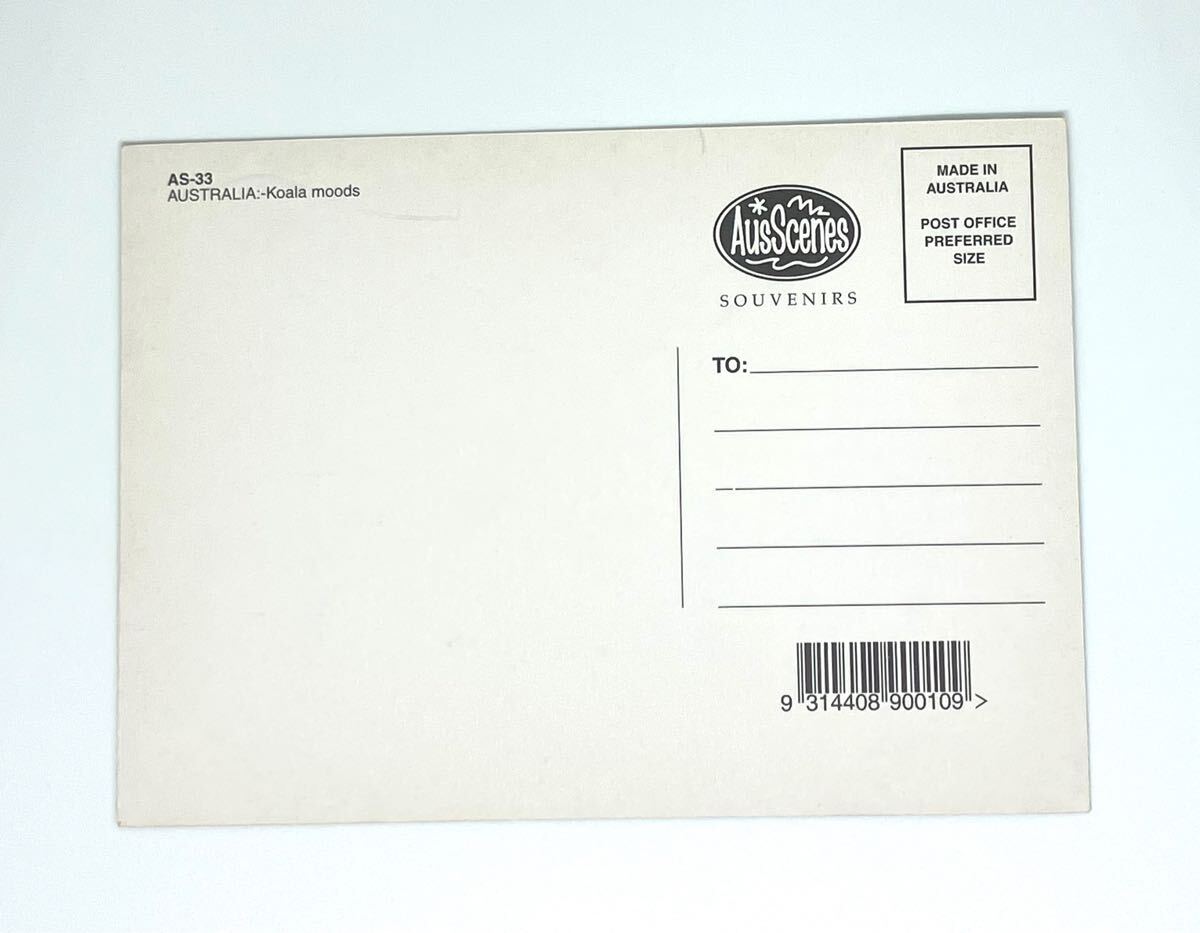 AS-33
AUSTRALIA:-Koala moods
AusScenes
SOUVENIRS
MADE IN
AUSTRALIA
POST OFFICE
PREFERRED
SIZE
TO:
9 314408 900109 >